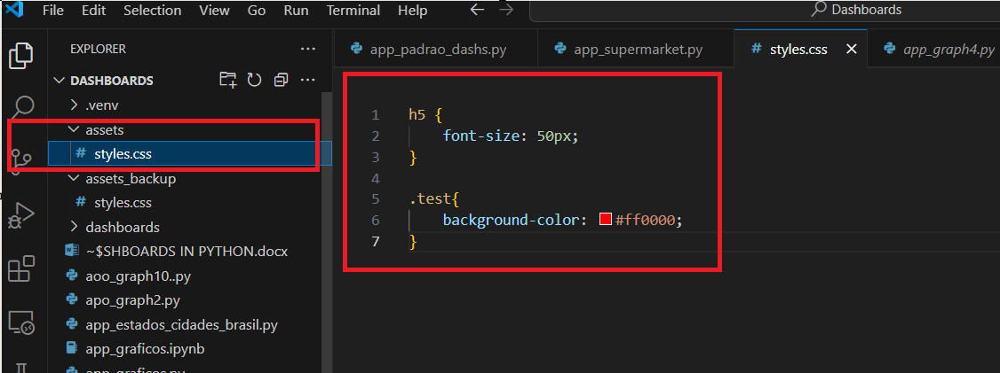 File Edit Selection View Go Run Terminal Help Dashboards
EXPLORER
DASHBOARDS
.venv
assets
# styles.css
assets_backup
# styles.css
dashboards
~$SHBOARDS IN PYTHON.docx
aoo_graph10..py
apo_graph2.py
app_estados_cidades_brasil.py
app_graficos.ipynb
app_graficos.py
app_padrao_dashs.py app_supermarket.py # styles.css app_graph4.py
1 h5 {
2 font-size: 50px;
3 }
4
5 .test{
6 background-color: #ff0000;
7 }